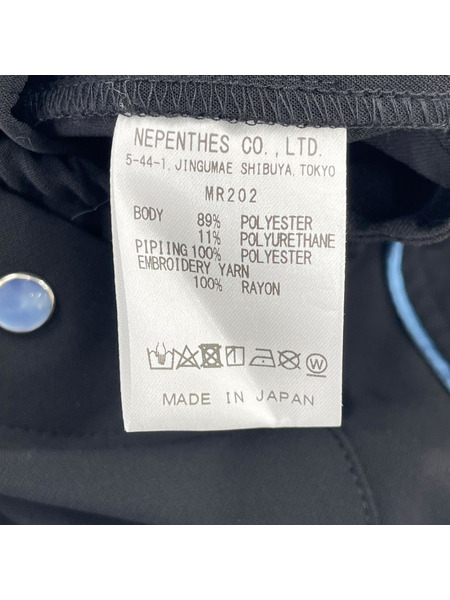 NEPENTHES CO.,LTD.
5-44-1, JINGUMAE SHIBUYA, TOKYO
MR202
BODY 89% POLYESTER
11% POLYURETHANE
PIPIING 100% POLYESTER
EMBROIDERY YARN
100% RAYON
W
MADE IN JAPAN